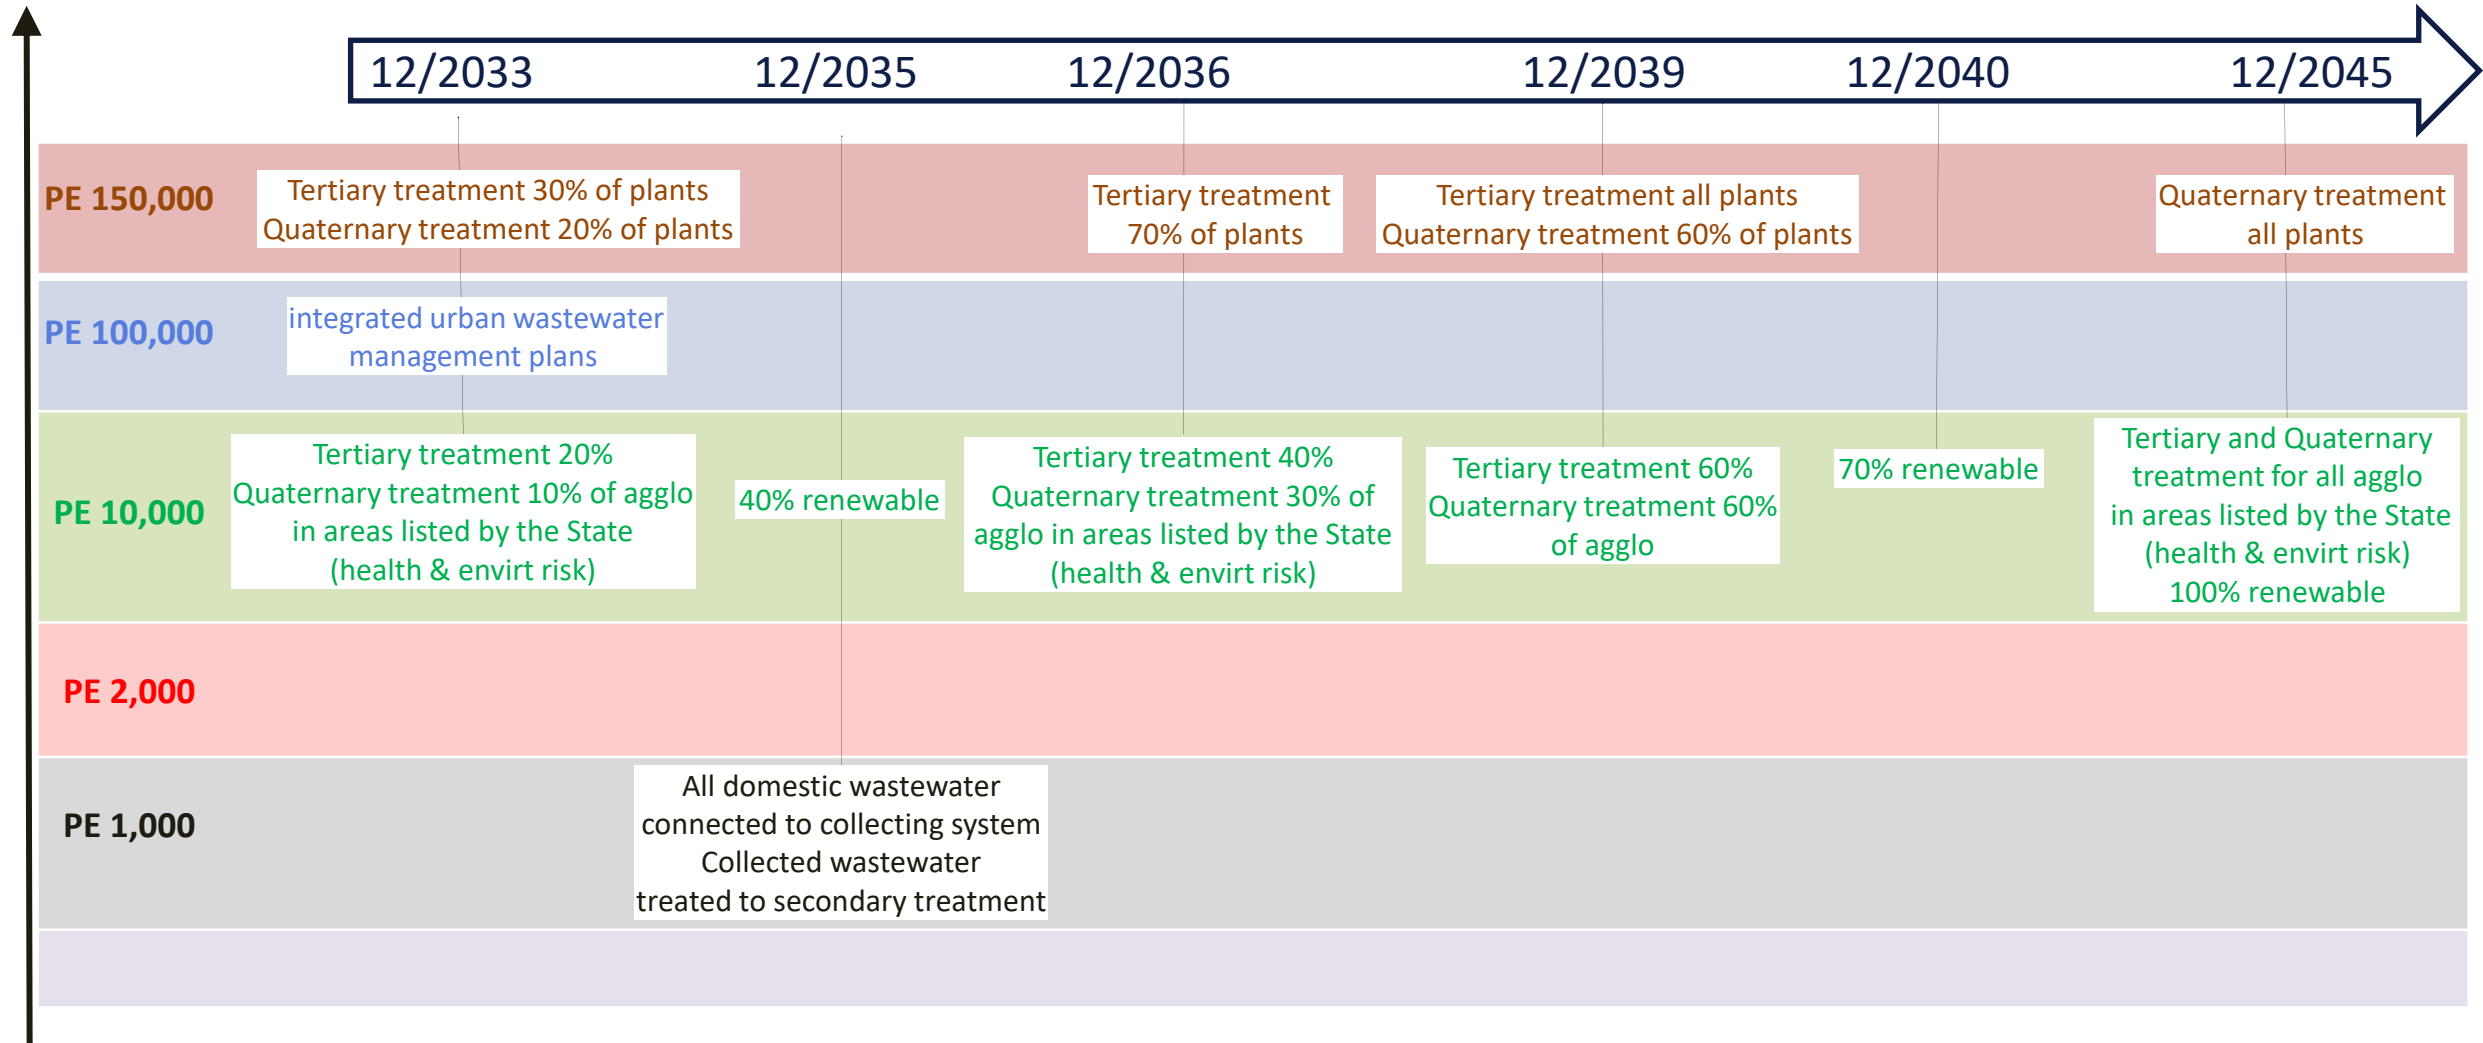 12/2033
12/2035
12/2036
12/2039
12/2040
12/2045
PE 150,000
Tertiary treatment 30% of plants
Quaternary treatment 20% of plants
Tertiary treatment
70% of plants
Tertiary treatment all plants
Quaternary treatment 60% of plants
Quaternary treatment
all plants
PE 100,000
integrated urban wastewater
management plans
PE 10,000
Tertiary treatment 20%
Quaternary treatment 10% of agglo
in areas listed by the State
(health & envirt risk)
40% renewable
Tertiary treatment 40%
Quaternary treatment 30% of
agglo in areas listed by the State
(health & envirt risk)
Tertiary treatment 60%
Quaternary treatment 60%
of agglo
70% renewable
Tertiary and Quaternary
treatment for all agglo
in areas listed by the State
(health & envirt risk)
100% renewable
PE 2,000
PE 1,000
All domestic wastewater
connected to collecting system
Collected wastewater
treated to secondary treatment